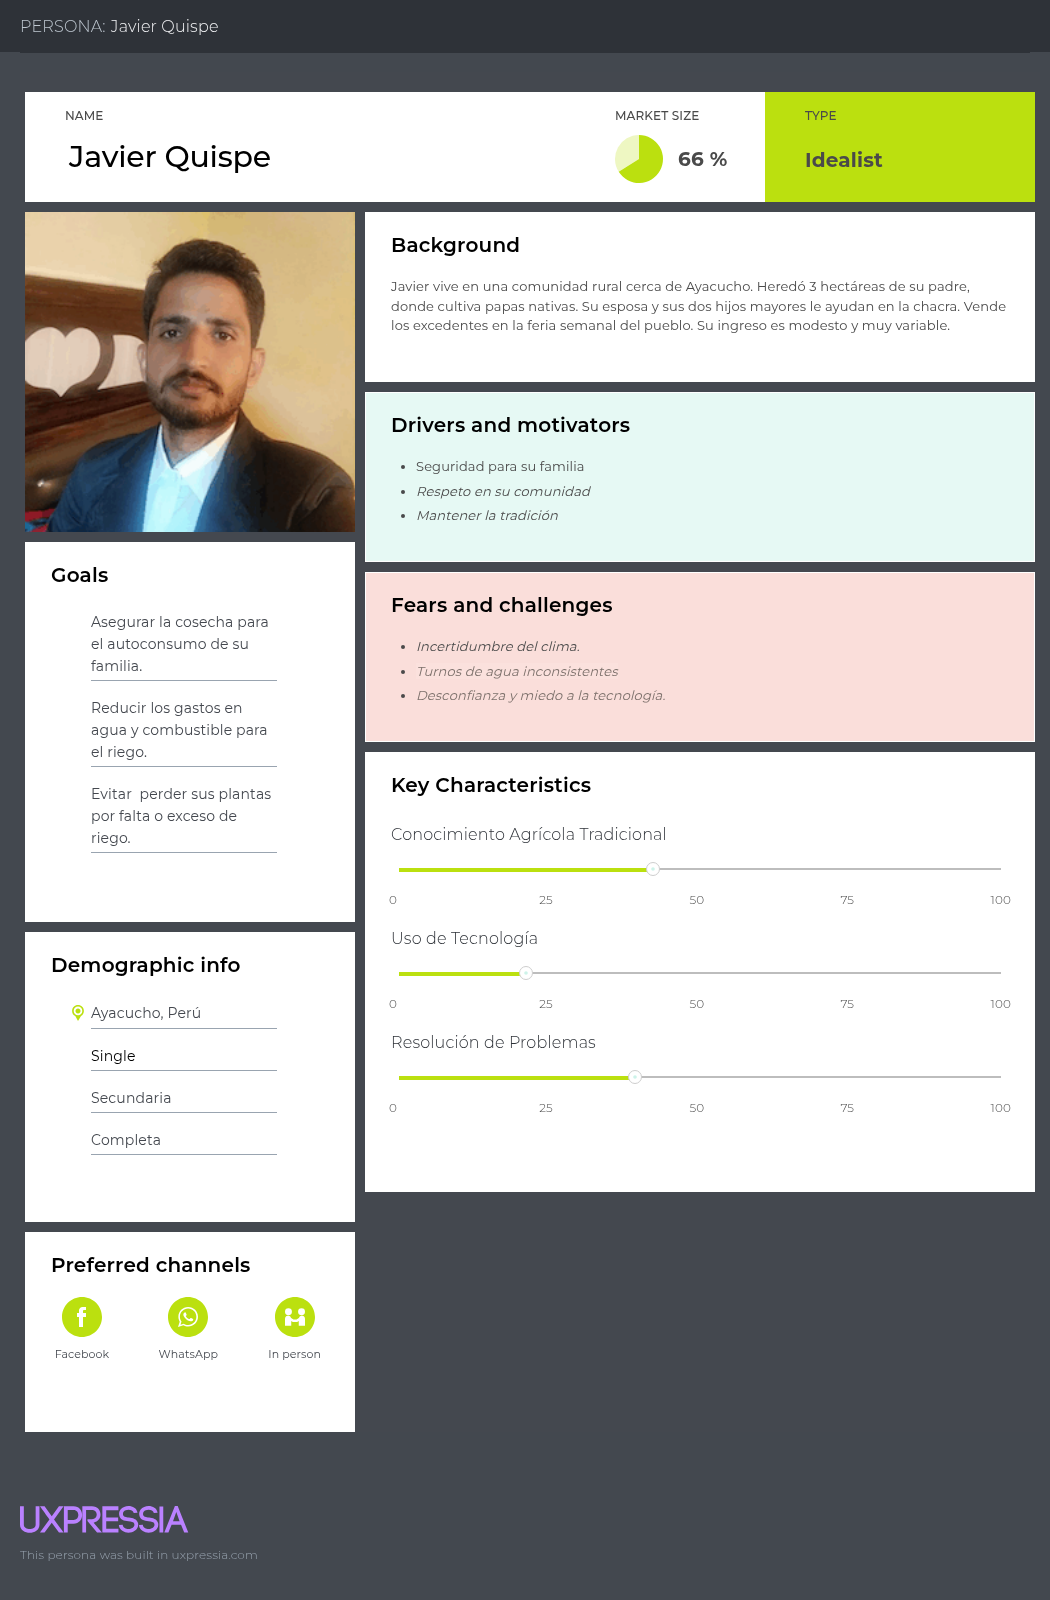 PERSONA: Javier Quispe
NAME
Javier Quispe
MARKET SIZE
66 %
TYPE
Idealist
Background
Javier vive en una comunidad rural cerca de Ayacucho. Heredó 3 hectáreas de su padre,
donde cultiva papas nativas. Su esposa y sus dos hijos mayores le ayudan en la chacra. Vende
los excedentes en la feria semanal del pueblo. Su ingreso es modesto y muy variable.
Drivers and motivators
Seguridad para su familia
Respeto en su comunidad
Mantener la tradición
Fears and challenges
Incertidumbre del clima.
Turnos de agua inconsistentes
Desconfianza y miedo a la tecnología.
Goals
Asegurar la cosecha para
el autoconsumo de su
familia.
Reducir los gastos en
agua y combustible para
el riego.
Evitar  perder sus plantas
por falta o exceso de
riego.
Key Characteristics
Conocimiento Agrícola Tradicional
0 25 50 75 100
Uso de Tecnología
0 25 50 75 100
Resolución de Problemas
0 25 50 75 100
Demographic info
Ayacucho, Perú
Single
Secundaria
Completa
Preferred channels
Facebook WhatsApp In person
UXPRESSIA
This persona was built in uxpressia.com